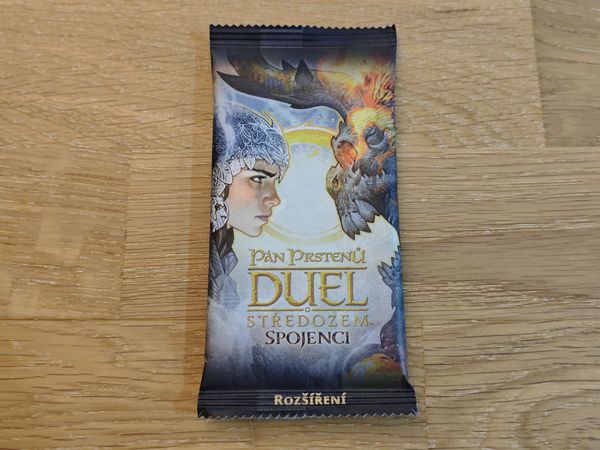 Pán Prstenů
DUEL
STŘEDOZEM
SPOJENCI
ROZŠÍŘENÍ